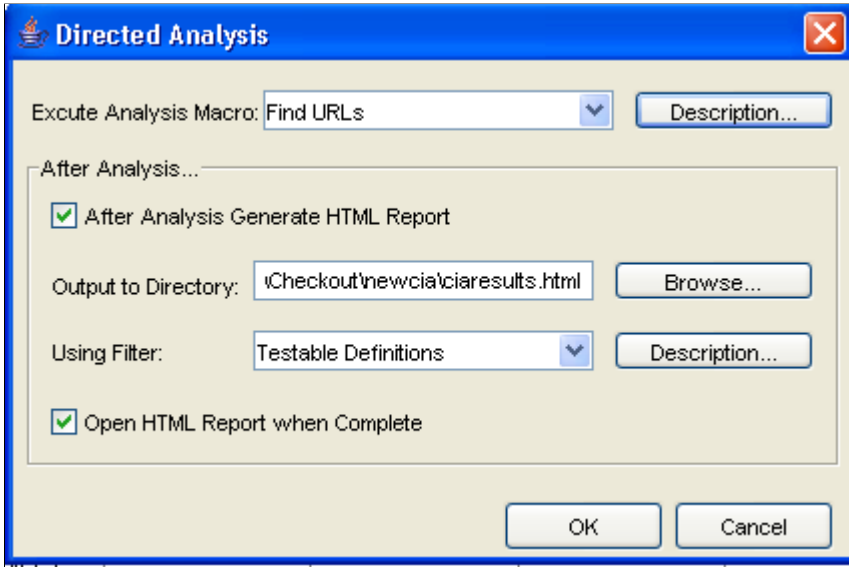 Directed Analysis
Excute Analysis Macro: Find URLs Description...
After Analysis...
After Analysis Generate HTML Report
Output to Directory: \Checkout\newcia\ciaresults.html Browse...
Using Filter: Testable Definitions Description...
Open HTML Report when Complete
OK Cancel